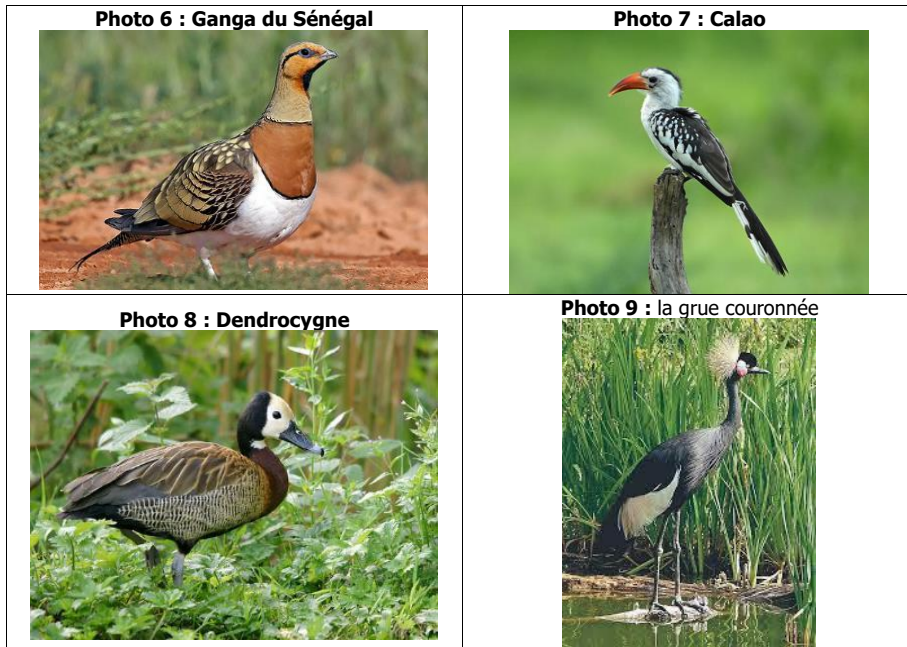 Photo 6 : Ganga du Sénégal
Photo 7 : Calao
Photo 8 : Dendrocygne
Photo 9 : la grue couronnée